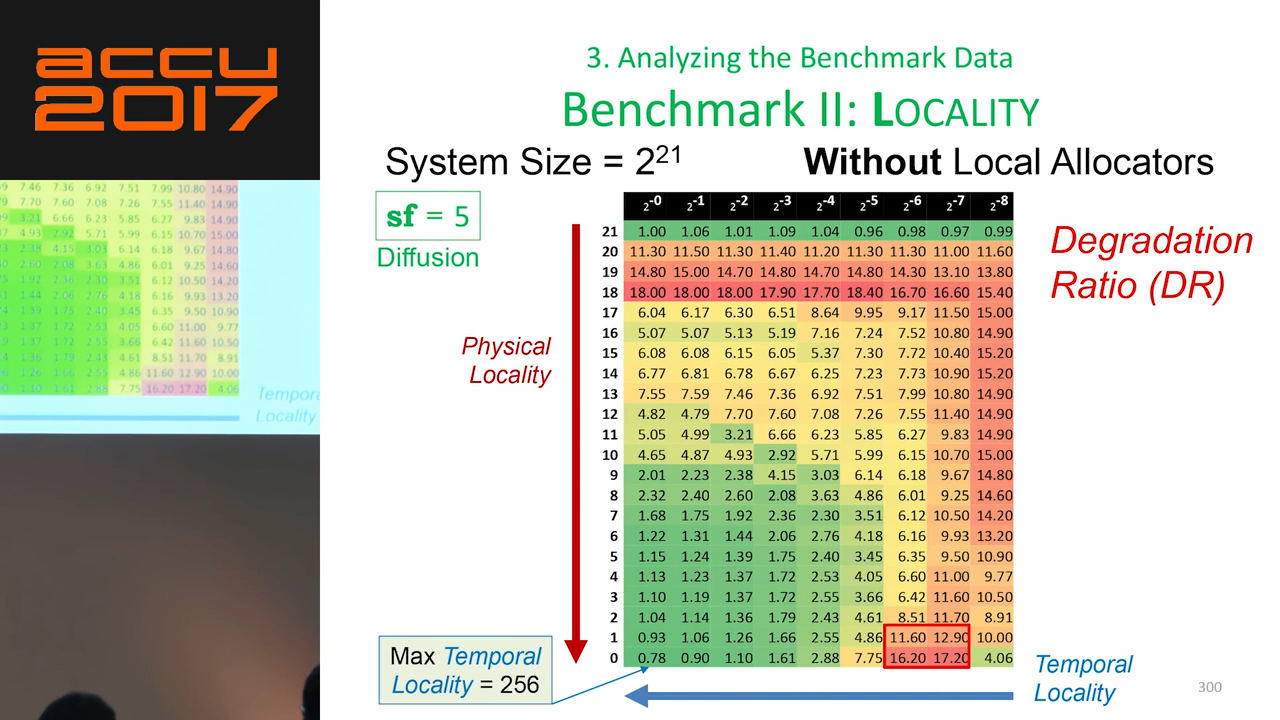 accu
2017
3. Analyzing the Benchmark Data
Benchmark II: LOCALITY
System Size = 2^21 Without Local Allocators
sf = 5
Diffusion
Degradation
Ratio (DR)
Physical
Locality
2^-0 2^-1 2^-2 2^-3 2^-4 2^-5 2^-6 2^-7 2^-8
21 1.00 1.06 1.01 1.09 1.04 0.96 0.98 0.97 0.99
20 11.30 11.50 11.30 11.40 11.20 11.30 11.30 11.00 11.60
19 14.80 15.00 14.70 14.80 14.70 14.80 14.30 13.10 13.80
18 18.00 18.00 18.00 17.90 17.70 18.40 16.70 16.60 15.40
17 6.04 6.17 6.30 6.51 8.64 9.95 9.17 11.50 15.00
16 5.07 5.07 5.13 5.19 7.16 7.24 7.52 10.80 14.90
15 6.08 6.08 6.15 6.05 5.37 7.30 7.72 10.40 15.20
14 6.77 6.81 6.78 6.67 6.25 7.23 7.73 10.90 15.20
13 7.55 7.59 7.46 7.36 6.92 7.51 7.99 10.80 14.90
12 4.82 4.79 7.70 7.60 7.08 7.26 7.55 11.40 14.90
11 5.05 4.99 3.21 6.66 6.23 5.85 6.27 9.83 14.90
10 4.65 4.87 4.93 2.92 5.71 5.99 6.15 10.70 15.00
9 2.01 2.23 2.38 4.15 3.03 6.14 6.18 9.67 14.80
8 2.32 2.40 2.60 2.08 3.63 4.86 6.01 9.25 14.60
7 1.68 1.75 1.92 2.36 2.30 3.51 6.12 10.50 14.20
6 1.22 1.31 1.44 2.06 2.76 4.18 6.16 9.93 13.20
5 1.15 1.24 1.39 1.75 2.40 3.45 6.35 9.50 10.90
4 1.13 1.23 1.37 1.72 2.53 4.05 6.60 11.00 9.77
3 1.10 1.19 1.37 1.72 2.55 3.66 6.42 11.60 10.50
2 1.04 1.14 1.36 1.79 2.43 4.61 8.51 11.70 8.91
1 0.93 1.06 1.26 1.66 2.55 4.86 11.60 12.90 10.00
0 0.78 0.90 1.10 1.61 2.88 7.75 16.20 17.20 4.06
Max Temporal
Locality = 256
Temporal
Locality
300